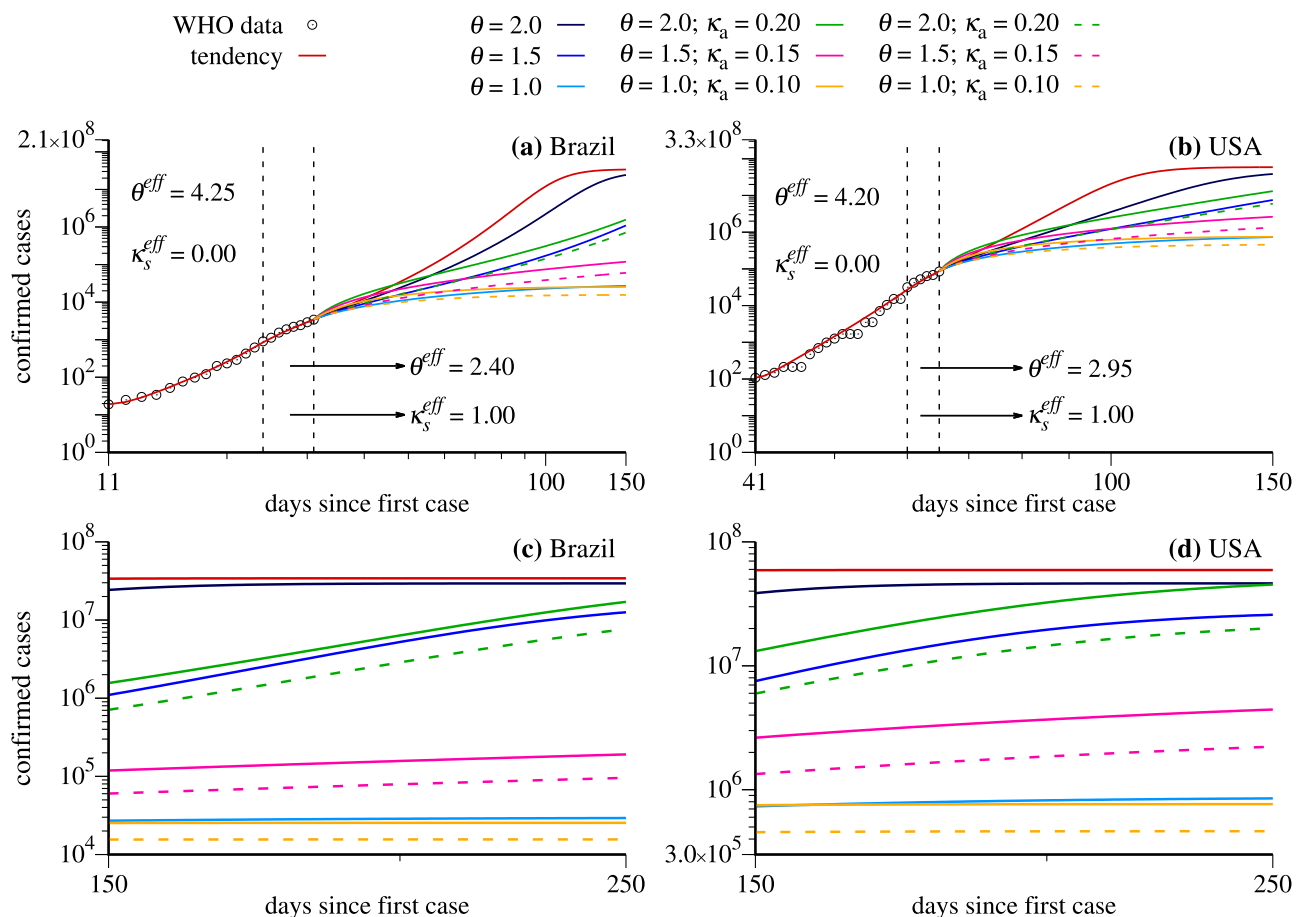 WHO data
tendency
θ = 2.0
θ = 1.5
θ = 1.0
θ = 2.0; κa = 0.20
θ = 1.5; κa = 0.15
θ = 1.0; κa = 0.10
θ = 2.0; κa = 0.20
θ = 1.5; κa = 0.15
θ = 1.0; κa = 0.10
(a) Brazil
confirmed cases
2.1×10^8
10^6
10^4
10^2
10^0
θ^eff = 4.25
κs^eff = 0.00
θ^eff = 2.40
κs^eff = 1.00
11 100 150
days since first case
(b) USA
3.3×10^8
10^6
10^4
10^2
10^0
θ^eff = 4.20
κs^eff = 0.00
θ^eff = 2.95
κs^eff = 1.00
41 100 150
days since first case
(c) Brazil
confirmed cases
10^8
10^7
10^6
10^5
10^4
150 250
days since first case
(d) USA
10^8
10^7
10^6
3.0×10^5
150 250
days since first case